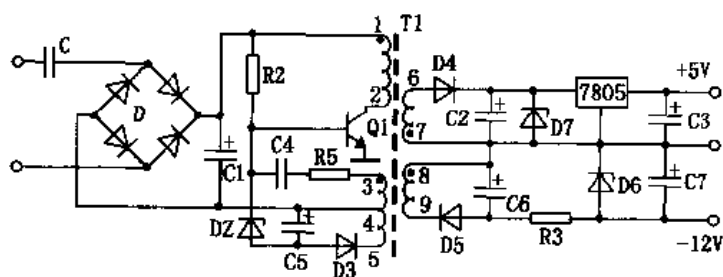 C
D
C1
R2
C4
R5
DZ
C5
D3
Q1
T1
1
2
3
4
5
6
7
8
9
D4
C2
D7
7805
+5V
C3
D6
C7
C6
D5
R3
-12V
+
+
+
+
+
+